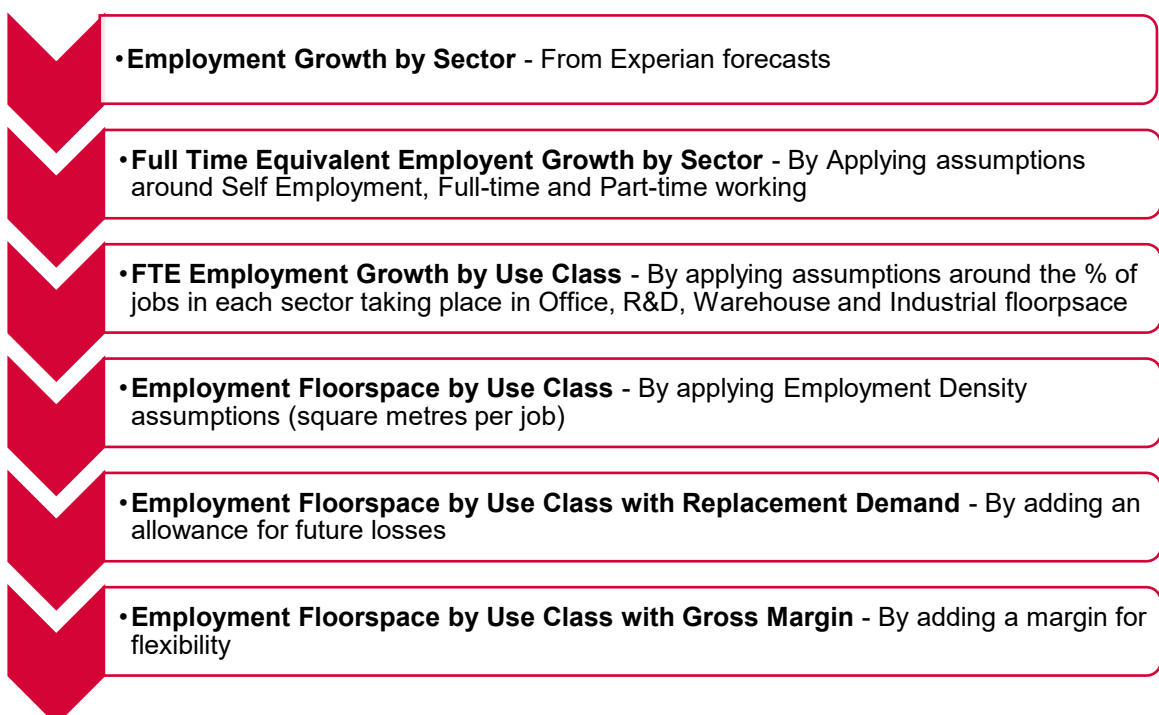 •Employment Growth by Sector - From Experian forecasts
•Full Time Equivalent Employent Growth by Sector - By Applying assumptions
around Self Employment, Full-time and Part-time working
•FTE Employment Growth by Use Class - By applying assumptions around the % of
jobs in each sector taking place in Office, R&D, Warehouse and Industrial floorpsace
•Employment Floorspace by Use Class - By applying Employment Density
assumptions (square metres per job)
•Employment Floorspace by Use Class with Replacement Demand - By adding an
allowance for future losses
•Employment Floorspace by Use Class with Gross Margin - By adding a margin for
flexibility